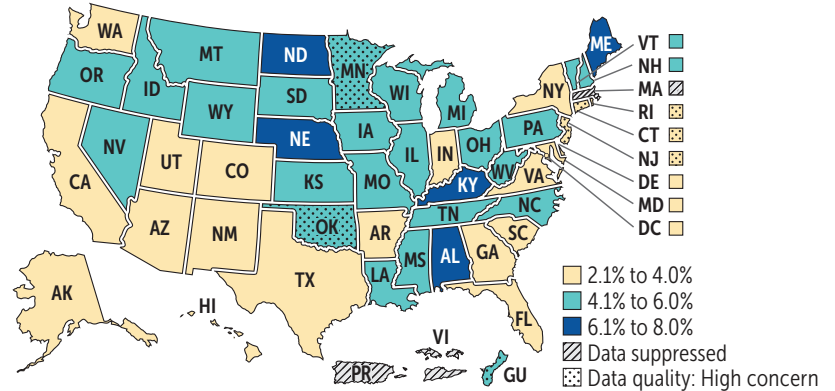 WA
MT
ND
MN
ME
VT
NH
MA
RI
CT
NJ
DE
MD
DC
OR
ID
WY
SD
WI
MI
NY
PA
NV
NE
IA
IL
IN
OH
WV
VA
CA
UT
CO
KS
MO
KY
NC
TN
AZ
NM
OK
AR
SC
MS
AL
GA
LA
TX
FL
AK
HI
VI
PR
GU
2.1% to 4.0%
4.1% to 6.0%
6.1% to 8.0%
Data suppressed
Data quality: High concern